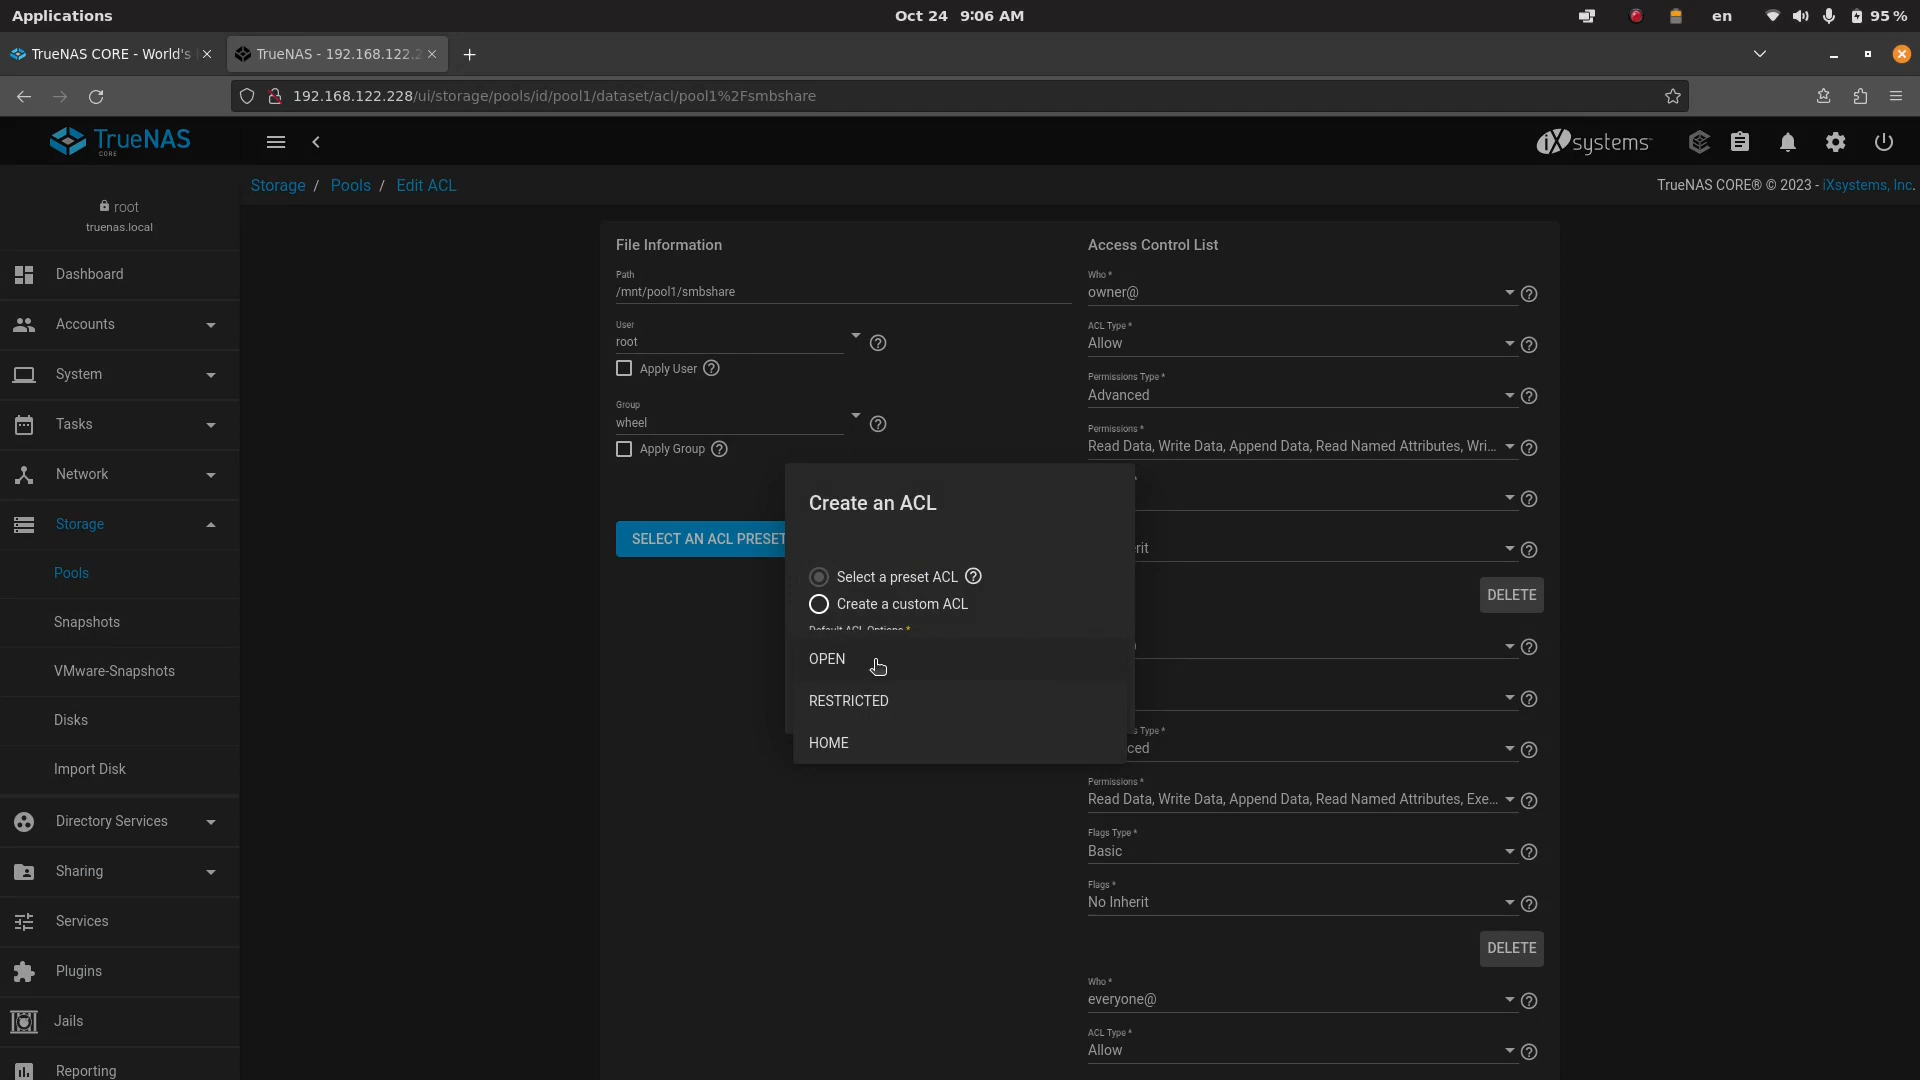 Applications
Oct 24 9:06 AM
en
95 %
TrueNAS CORE - World's
TrueNAS - 192.168.122.2
192.168.122.228/ui/storage/pools/id/pool1/dataset/acl/pool1%2Fsmbshare
TrueNAS
CORE
iXsystems
Storage / Pools / Edit ACL
TrueNAS CORE® © 2023 - iXsystems, Inc.
root
truenas.local
Dashboard
Accounts
System
Tasks
Network
Storage
Pools
Snapshots
VMware-Snapshots
Disks
Import Disk
Directory Services
Sharing
Services
Plugins
Jails
Reporting
File Information
Path
/mnt/pool1/smbshare
User
root
Apply User
Group
wheel
Apply Group
SELECT AN ACL PRESET
Create an ACL
Select a preset ACL
Create a custom ACL
Default ACL Options *
OPEN
RESTRICTED
HOME
Access Control List
Who *
owner@
ACL Type *
Allow
Permissions Type *
Advanced
Permissions *
Read Data, Write Data, Append Data, Read Named Attributes, Wri...
DELETE
Permissions *
Read Data, Write Data, Append Data, Read Named Attributes, Exe...
Flags Type *
Basic
Flags *
No Inherit
DELETE
Who *
everyone@
ACL Type *
Allow